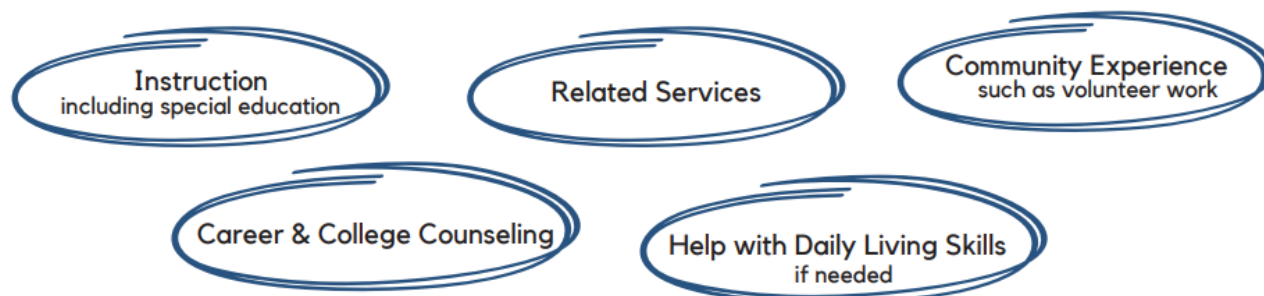 Instruction
including special education
Related Services
Community Experience
such as volunteer work
Career & College Counseling
Help with Daily Living Skills
if needed